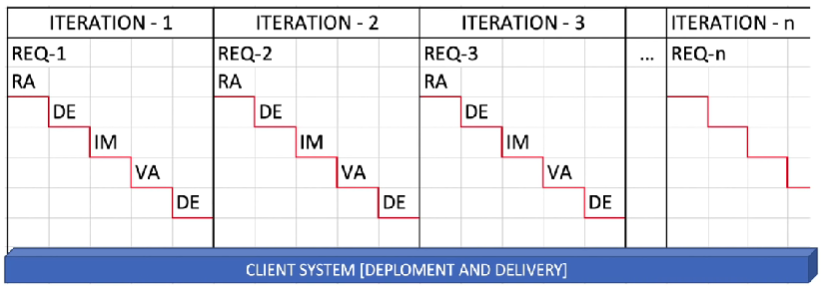 ITERATION - 1 ITERATION - 2 ITERATION - 3 ITERATION - n
REQ-1 REQ-2 REQ-3 ... REQ-n
RA RA RA
DE DE DE
IM IM IM
VA VA VA
DE DE DE
CLIENT SYSTEM [DEPLOMENT AND DELIVERY]